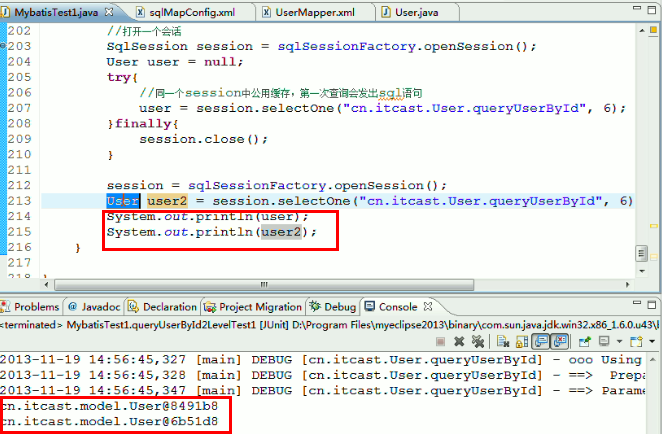 MybatisTest1.java sqlMapConfig.xml UserMapper.xml User.java
202 //打开一个会话
203 SqlSession session = sqlSessionFactory.openSession();
204 User user = null;
205 try{
206 //同一个session中公用缓存，第一次查询会发出sql语句
207 user = session.selectOne("cn.itcast.User.queryUserById", 6);
208 }finally{
209 session.close();
210 }
211
212 session = sqlSessionFactory.openSession();
213 User user2 = session.selectOne("cn.itcast.User.queryUserById", 6)
214 System.out.println(user);
215 System.out.println(user2);
216 }
217
218 }
Problems @ Javadoc Declaration Project Migration Debug Console
<terminated> MybatisTest1.queryUserById2LevelTest1 [JUnit] D:\Program Files\myeclipse2013\binary\com.sun.java.jdk.win32.x86_1.6.0.u43\b
2013-11-19 14:56:45,327 [main] DEBUG [cn.itcast.User.queryUserById] - ooo Using
2013-11-19 14:56:45,346 [main] DEBUG [cn.itcast.User.queryUserById] - ==> Prepa
2013-11-19 14:56:45,347 [main] DEBUG [cn.itcast.User.queryUserById] - ==> Parame
cn.itcast.model.User@8491b8
cn.itcast.model.User@6b51d8